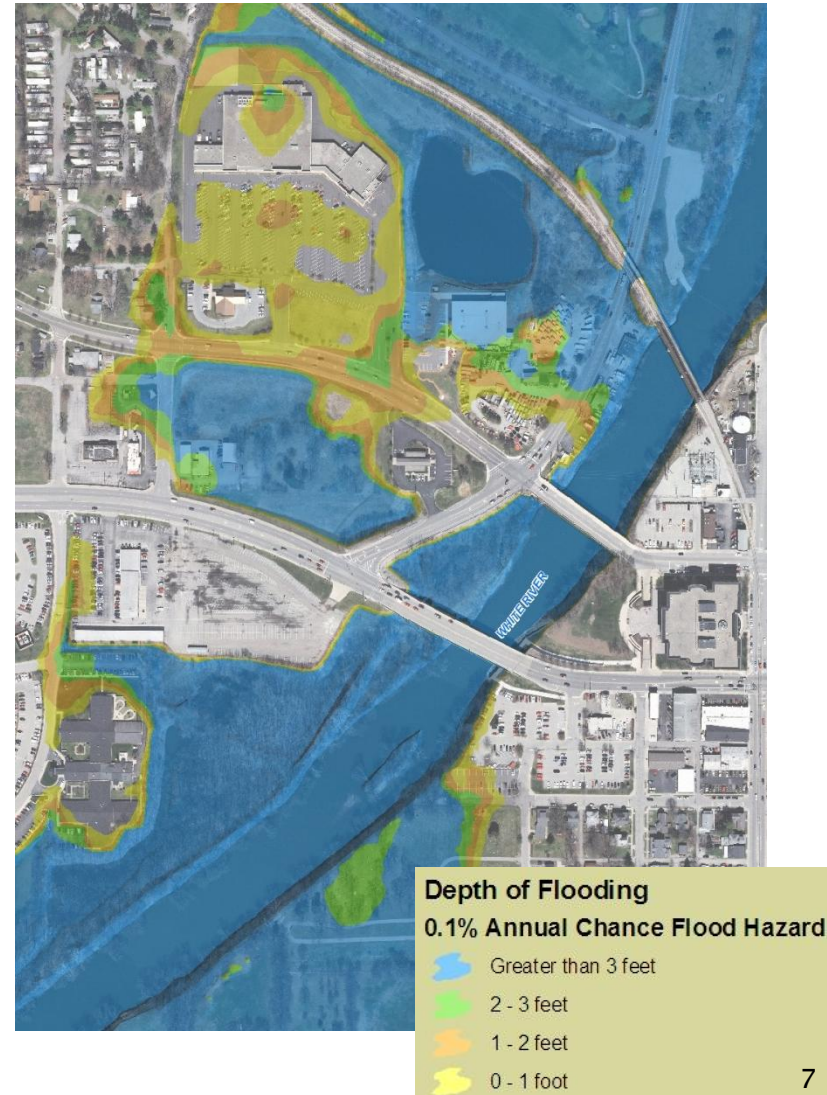 WHITE RIVER
Depth of Flooding
0.1% Annual Chance Flood Hazard
Greater than 3 feet
2 - 3 feet
1 - 2 feet
0 - 1 foot
7